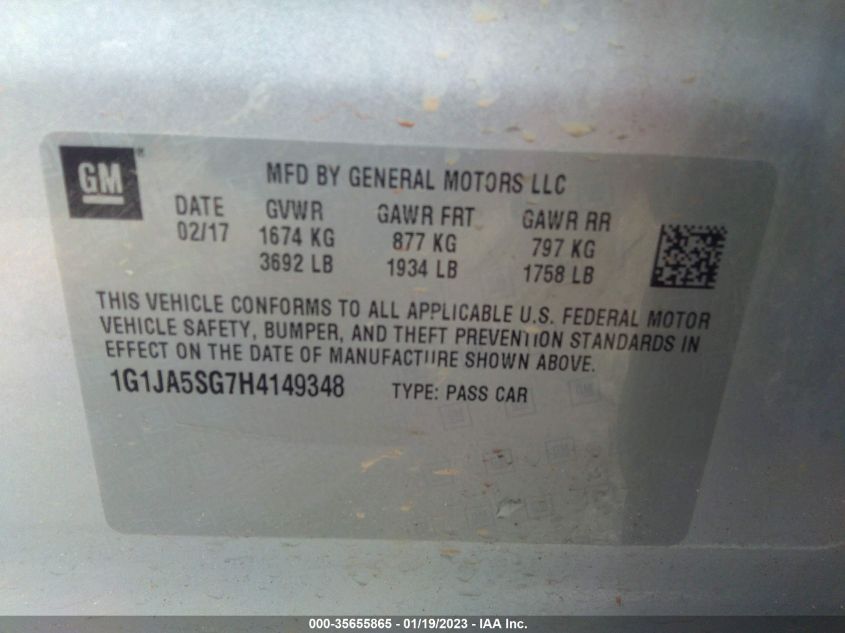 GM®
MFD BY GENERAL MOTORS LLC
DATE GVWR GAWR FRT GAWR RR
02/17 1674 KG 877 KG 797 KG
3692 LB 1934 LB 1758 LB
THIS VEHICLE CONFORMS TO ALL APPLICABLE U.S. FEDERAL MOTOR
VEHICLE SAFETY, BUMPER, AND THEFT PREVENTION STANDARDS IN
EFFECT ON THE DATE OF MANUFACTURE SHOWN ABOVE.
1G1JA5SG7H4149348 TYPE: PASS CAR
000-35655865 - 01/19/2023 - IAA Inc.